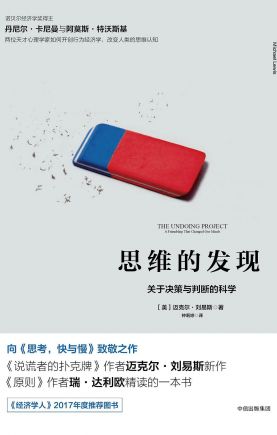 诺贝尔经济学奖得主
丹尼尔·卡尼曼与阿莫斯·特沃斯基
两位天才心理学家如何开创行为经济学，改变人类的思维认知
Michael Lewis
THE UNDOING PROJECT
A Friendship That Changed Our Minds
思维的发现
关于决策与判断的科学
[美]迈克尔·刘易斯 著
钟莉婷 译
向《思考，快与慢》致敬之作
《说谎者的扑克牌》作者迈克尔·刘易斯新作
《原则》作者瑞·达利欧精读的一本书
《经济学人》2017年度推荐图书
中信出版集团